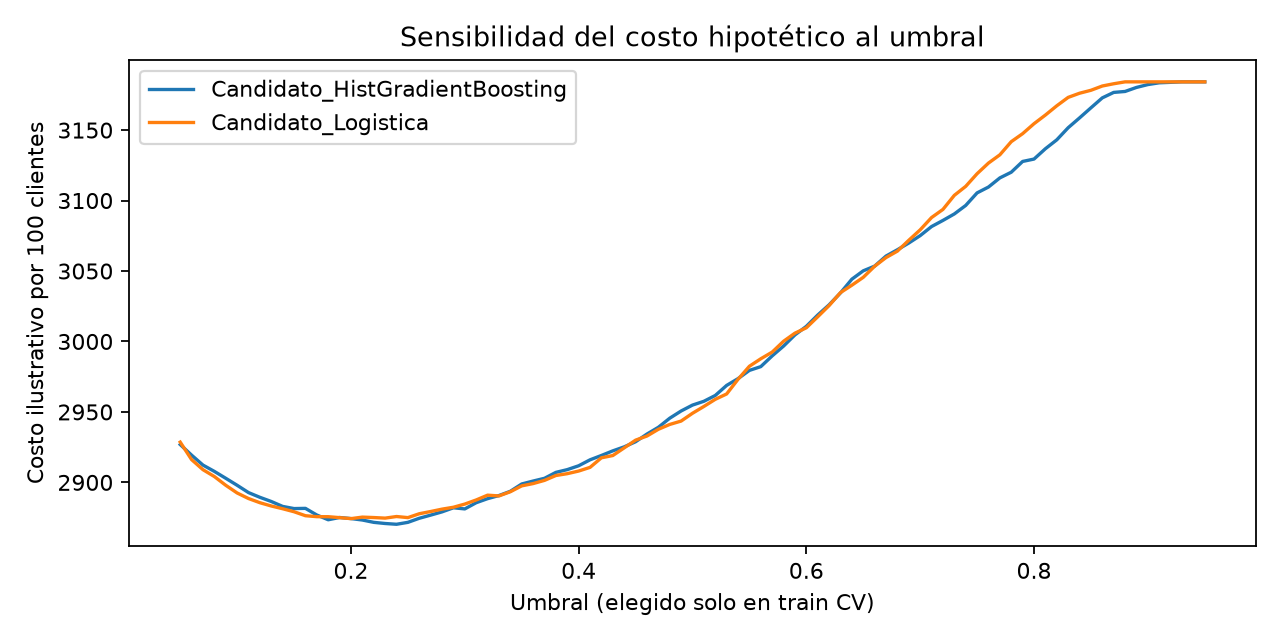 Sensibilidad del costo hipotético al umbral
Candidato_HistGradientBoosting
Candidato_Logistica
Costo ilustrativo por 100 clientes
3150
3100
3050
3000
2950
2900
0.2 0.4 0.6 0.8
Umbral (elegido solo en train CV)